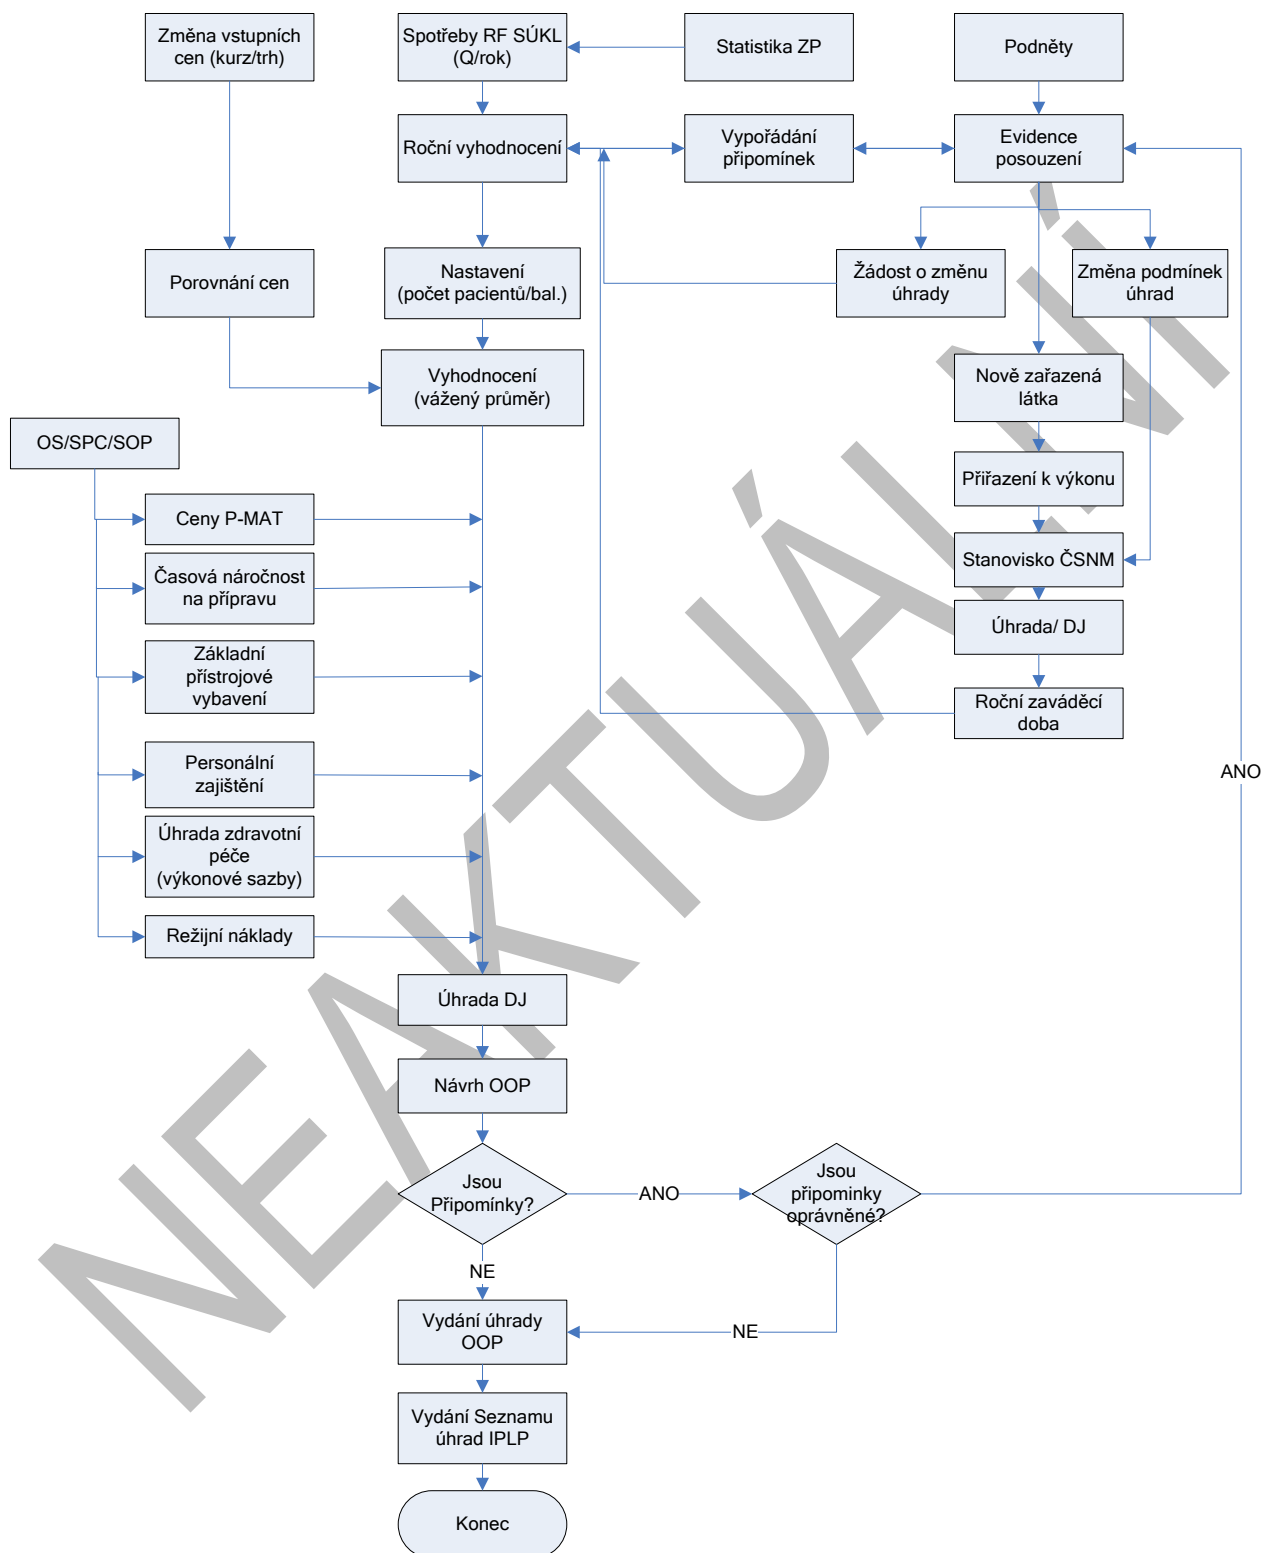 Změna vstupních
cen (kurz/trh)
Spotřeby RF SÚKL
(Q/rok)
Statistika ZP
Podněty
Roční vyhodnocení
Vypořádání
připomínek
Evidence
posouzení
Porovnání cen
Nastavení
(počet pacientů/bal.)
Žádost o změnu
úhrady
Změna podmínek
úhrad
Vyhodnocení
(vážený průměr)
Nově zařazená
látka
OS/SPC/SOP
Přiřazení k výkonu
Ceny P-MAT
Stanovisko ČSNM
Časová náročnost
na přípravu
Úhrada/ DJ
Základní
přístrojové
vybavení
Roční zaváděcí
doba
Personální
zajištění
ANO
Úhrada zdravotní
péče
(výkonové sazby)
Režijní náklady
Úhrada DJ
Návrh OOP
Jsou
Připomínky?
ANO
Jsou
připominky
oprávněné?
NE
Vydání úhrady
OOP
NE
Vydání Seznamu
úhrad IPLP
Konec
NEAKTUÁLNÍ